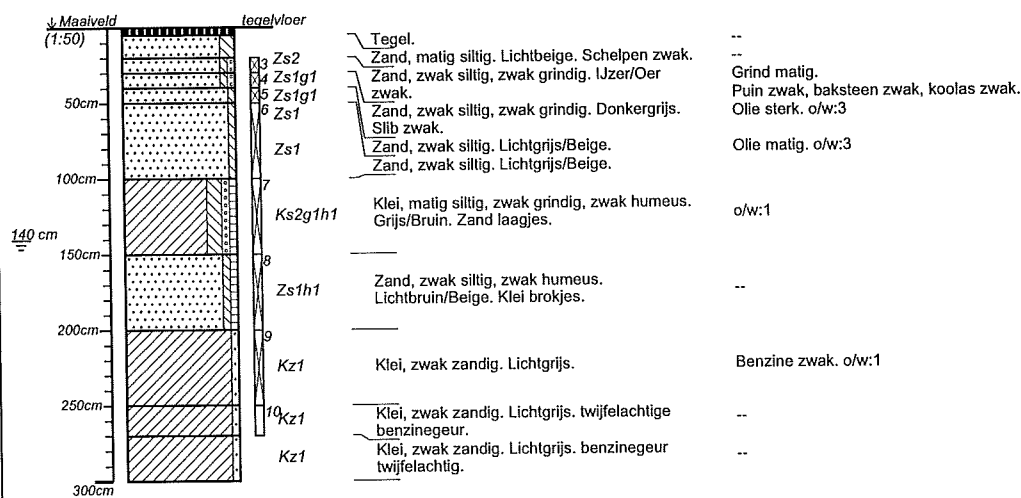 Maaiveld
tegelvloer
(1:50)
Tegel.
--
3
Zs2
Zand, matig siltig. Lichtbeige. Schelpen zwak.
--
4
Zs1g1
Zand, zwak siltig, zwak grindig. IJzer/Oer
zwak.
Grind matig.
5
Zs1g1
Puin zwak, baksteen zwak, koolas zwak.
50cm
6
Zs1
Zand, zwak siltig, zwak grindig. Donkergrijs.
Slib zwak.
Olie sterk. o/w:3
Zs1
Zand, zwak siltig. Lichtgrijs/Beige.
Olie matig. o/w:3
Zand, zwak siltig. Lichtgrijs/Beige.
100cm
7
Ks2g1h1
Klei, matig siltig, zwak grindig, zwak humeus.
Grijs/Bruin. Zand laagjes.
o/w:1
140 cm
150cm
8
Zs1h1
Zand, zwak siltig, zwak humeus.
Lichtbruin/Beige. Klei brokjes.
--
200cm
9
Kz1
Klei, zwak zandig. Lichtgrijs.
Benzine zwak. o/w:1
250cm
10
Kz1
Klei, zwak zandig. Lichtgrijs. twijfelachtige
benzinegeur.
--
Kz1
Klei, zwak zandig. Lichtgrijs. benzinegeur
twijfelachtig.
--
300cm